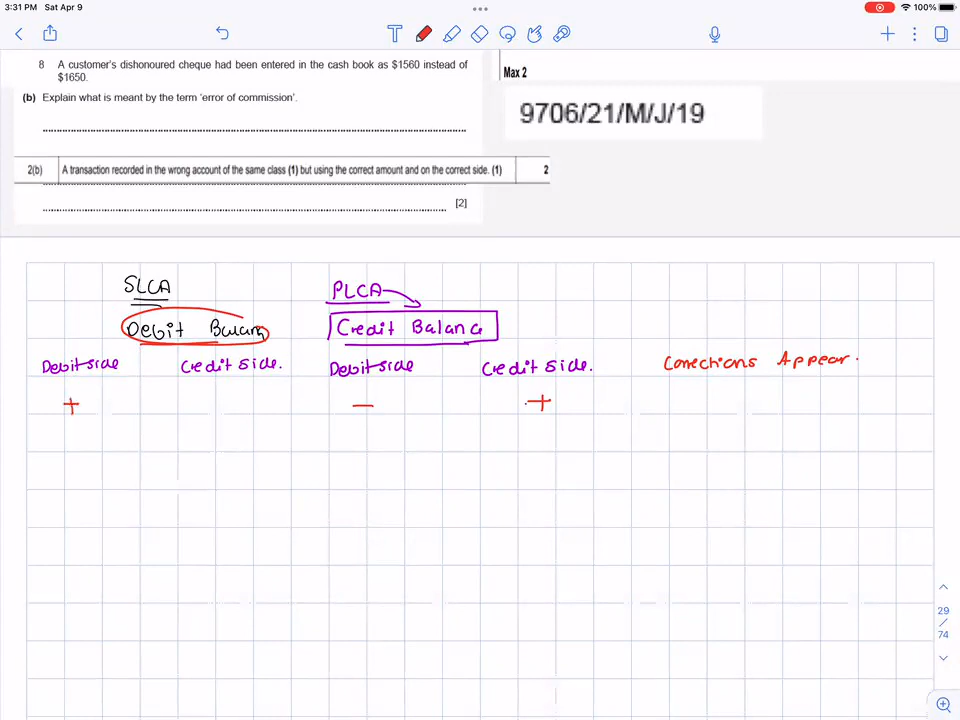 3:31 PM Sat Apr 9
100%
8 A customer's dishonoured cheque had been entered in the cash book as $1560 instead of
$1650.
Max 2
9706/21/M/J/19
(b) Explain what is meant by the term 'error of commission'.
2(b) A transaction recorded in the wrong account of the same class (1) but using the correct amount and on the correct side. (1) 2
[2]
SLCA PLCA
Debit Balanc Credit Balance
Debit side Credit side. Debit side Credit side. Corrections Appear.
+ - +
29
/
74